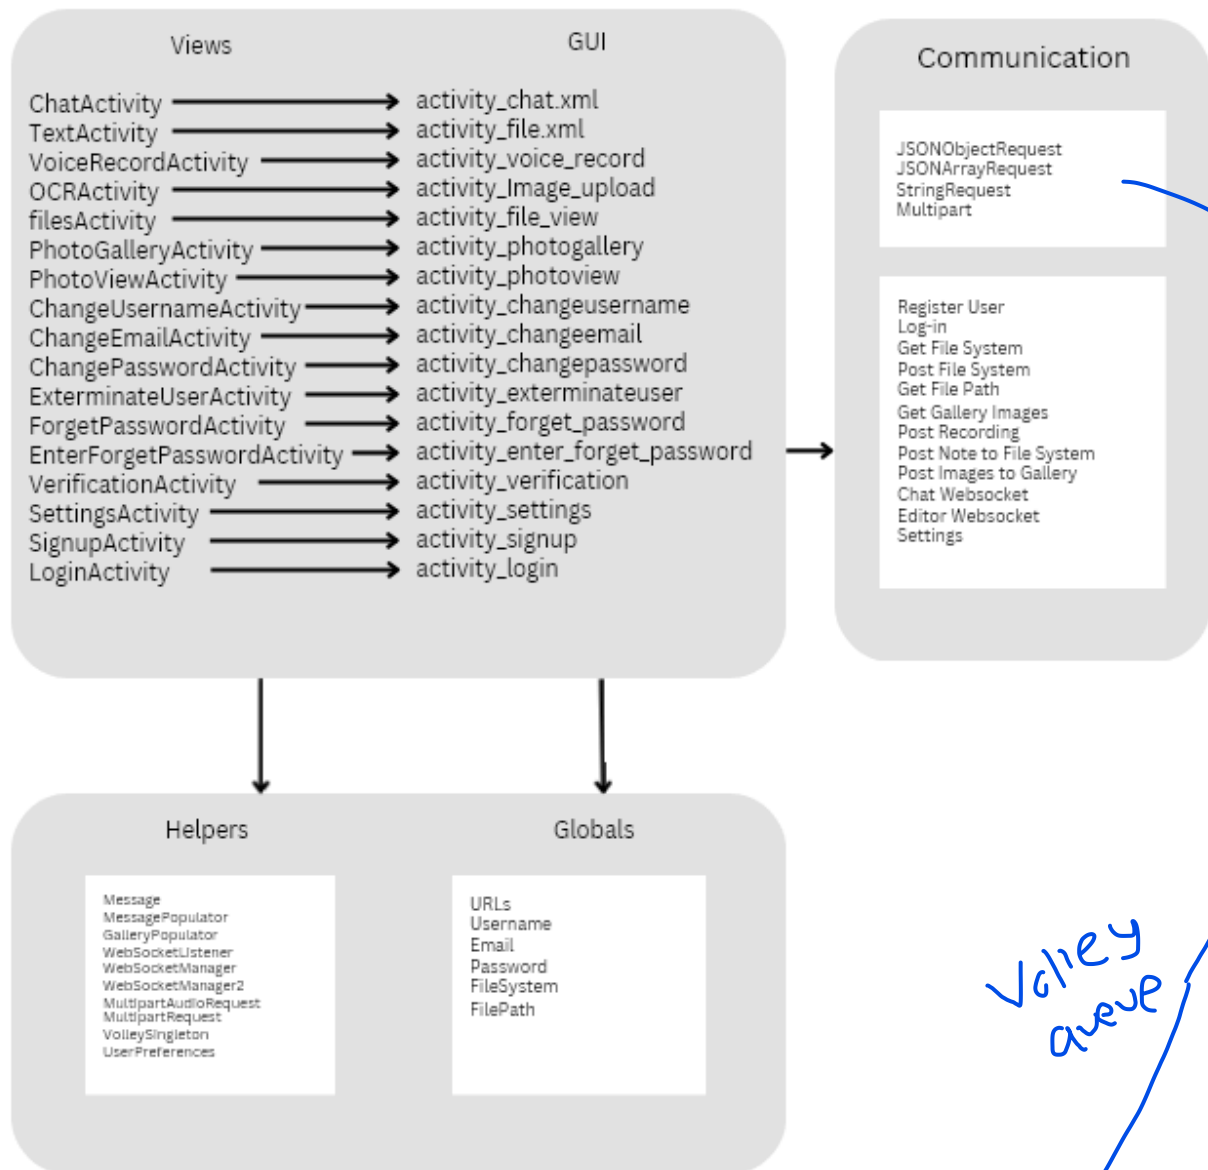 Views
GUI
ChatActivity activity_chat.xml
TextActivity activity_file.xml
VoiceRecordActivity activity_voice_record
OCRActivity activity_Image_upload
filesActivity activity_file_view
PhotoGalleryActivity activity_photogallery
PhotoViewActivity activity_photoview
ChangeUsernameActivity activity_changeusername
ChangeEmailActivity activity_changeemail
ChangePasswordActivity activity_changepassword
ExterminateUserActivity activity_exterminateuser
ForgetPasswordActivity activity_forget_password
EnterForgetPasswordActivity activity_enter_forget_password
VerificationActivity activity_verification
SettingsActivity activity_settings
SignupActivity activity_signup
LoginActivity activity_login
Communication
JSONObjectRequest
JSONArrayRequest
StringRequest
Multipart
Register User
Log-in
Get File System
Post File System
Get File Path
Get Gallery Images
Post Recording
Post Note to File System
Post Images to Gallery
Chat Websocket
Editor Websocket
Settings
Helpers
Message
MessagePopulator
GalleryPopulator
WebSocketListener
WebSocketManager
WebSocketManager2
MultipartAudioRequest
MultipartRequest
VolleySingleton
UserPreferences
Globals
URLs
Username
Email
Password
FileSystem
FilePath
Volley
queue